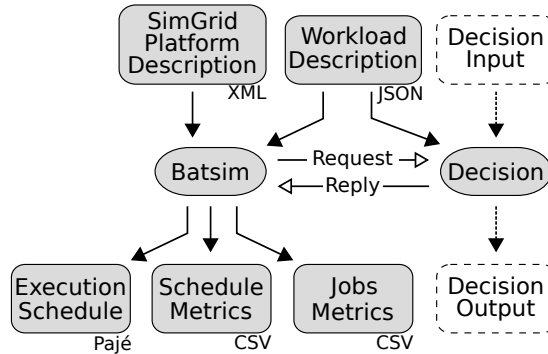 SimGrid
Platform
Description
XML
Workload
Description
JSON
Decision
Input
Batsim
Request
Reply
Decision
Execution
Schedule
Pajé
Schedule
Metrics
CSV
Jobs
Metrics
CSV
Decision
Output